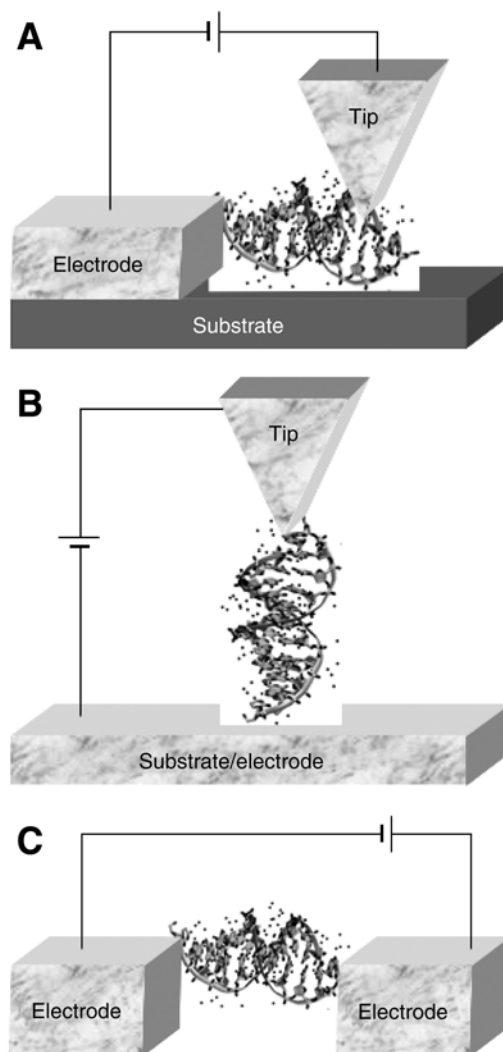 A
Tip
Electrode
Substrate
B
Tip
Substrate/electrode
C
Electrode
Electrode